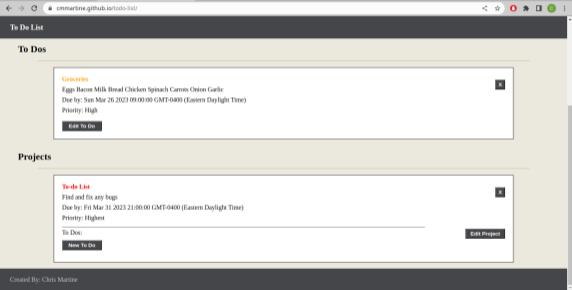 cmmartine.github.io/todo-list/
To Do List
To Dos
Groceries
Eggs Bacon Milk Bread Chicken Spinach Carrots Onion Garlic
Due by: Sun Mar 26 2023 09:00:00 GMT-0400 (Eastern Daylight Time)
Priority: High
X
Edit To Do
Projects
To-do List
Find and fix any bugs
Due by: Fri Mar 31 2023 21:00:00 GMT-0400 (Eastern Daylight Time)
Priority: Highest
X
To Dos:
Edit Project
New To Do
Created By: Chris Martine